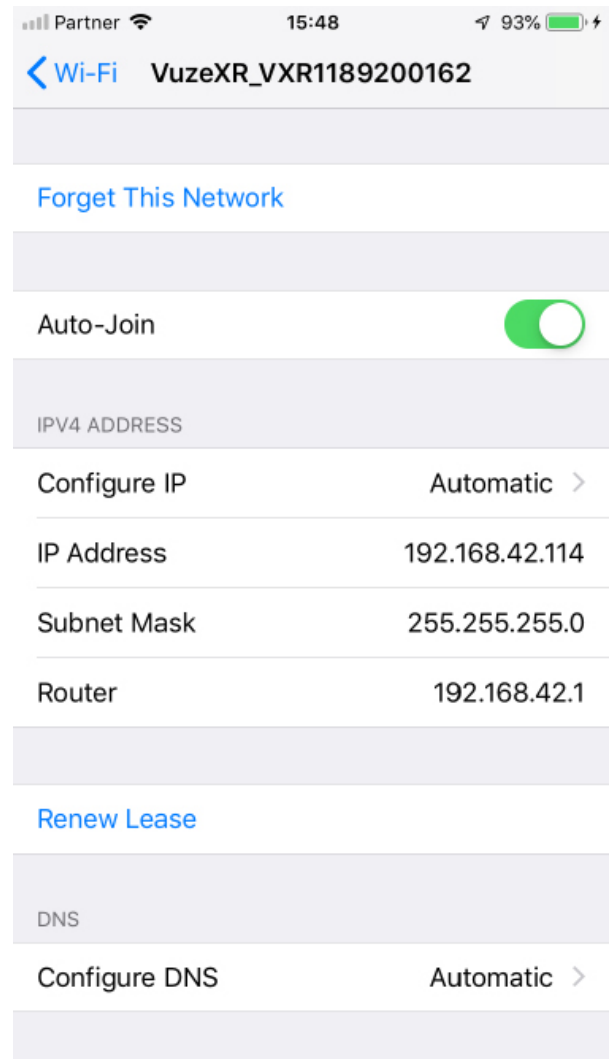 Partner 15:48 93%
Wi-Fi VuzeXR_VXR1189200162
Forget This Network
Auto-Join
IPV4 ADDRESS
Configure IP Automatic
IP Address 192.168.42.114
Subnet Mask 255.255.255.0
Router 192.168.42.1
Renew Lease
DNS
Configure DNS Automatic